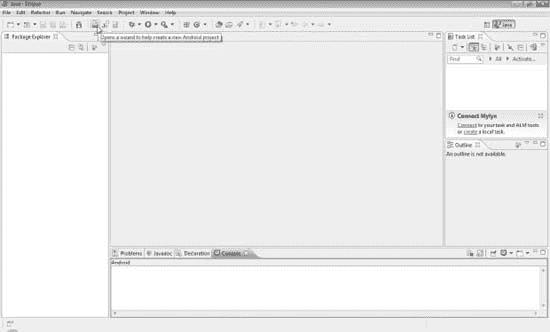 Java - Eclipse
File Edit Refactor Run Navigate Search Project Window Help
Java
Package Explorer
Opens a wizard to help create a new Android project
Task List
Find
All
Activate...
Connect Mylyn
Connect to your task and ALM tools
or create a local task.
Outline
An outline is not available.
Problems
Javadoc
Declaration
Console
Android